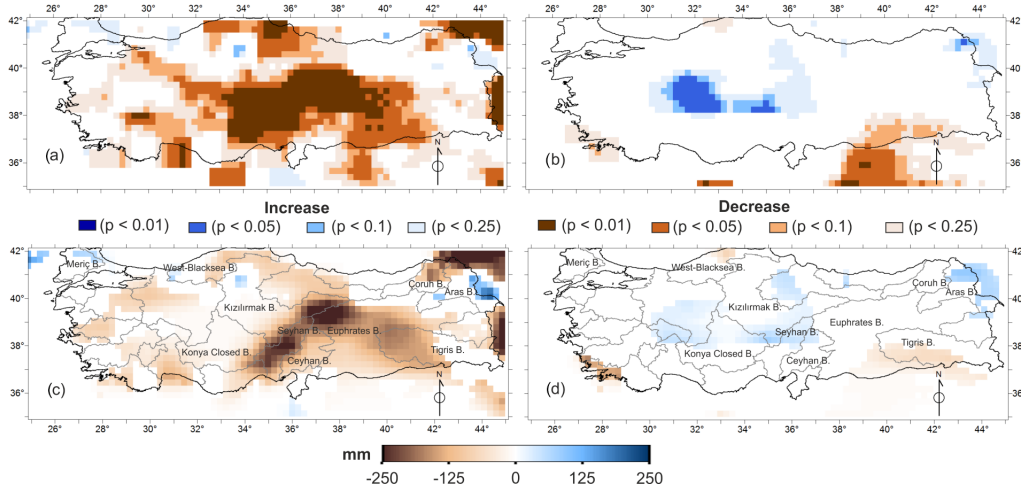 26° 28° 30° 32° 34° 36° 38° 40° 42° 44°
26° 28° 30° 32° 34° 36° 38° 40° 42° 44°
42°
40°
38°
36°
(a)
N
42°
40°
38°
36°
(b)
N
Increase
Decrease
(p < 0.01) (p < 0.05) (p < 0.1) (p < 0.25)
(p < 0.01) (p < 0.05) (p < 0.1) (p < 0.25)
42°
40°
38°
36°
Meriç B.
West-Blacksea B.
Coruh B.
Aras B.
Kızılırmak B.
Seyhan B.
Euphrates B.
Konya Closed B.
Ceyhan B.
Tigris B.
(c)
N
42°
40°
38°
36°
Meriç B.
West-Blacksea B.
Coruh B.
Aras B.
Kızılırmak B.
Euphrates B.
Seyhan B.
Tigris B.
Konya Closed B.
Ceyhan B.
(d)
N
26° 28° 30° 32° 34° 36° 38° 40° 42° 44°
26° 28° 30° 32° 34° 36° 38° 40° 42° 44°
mm
-250 -125 0 125 250